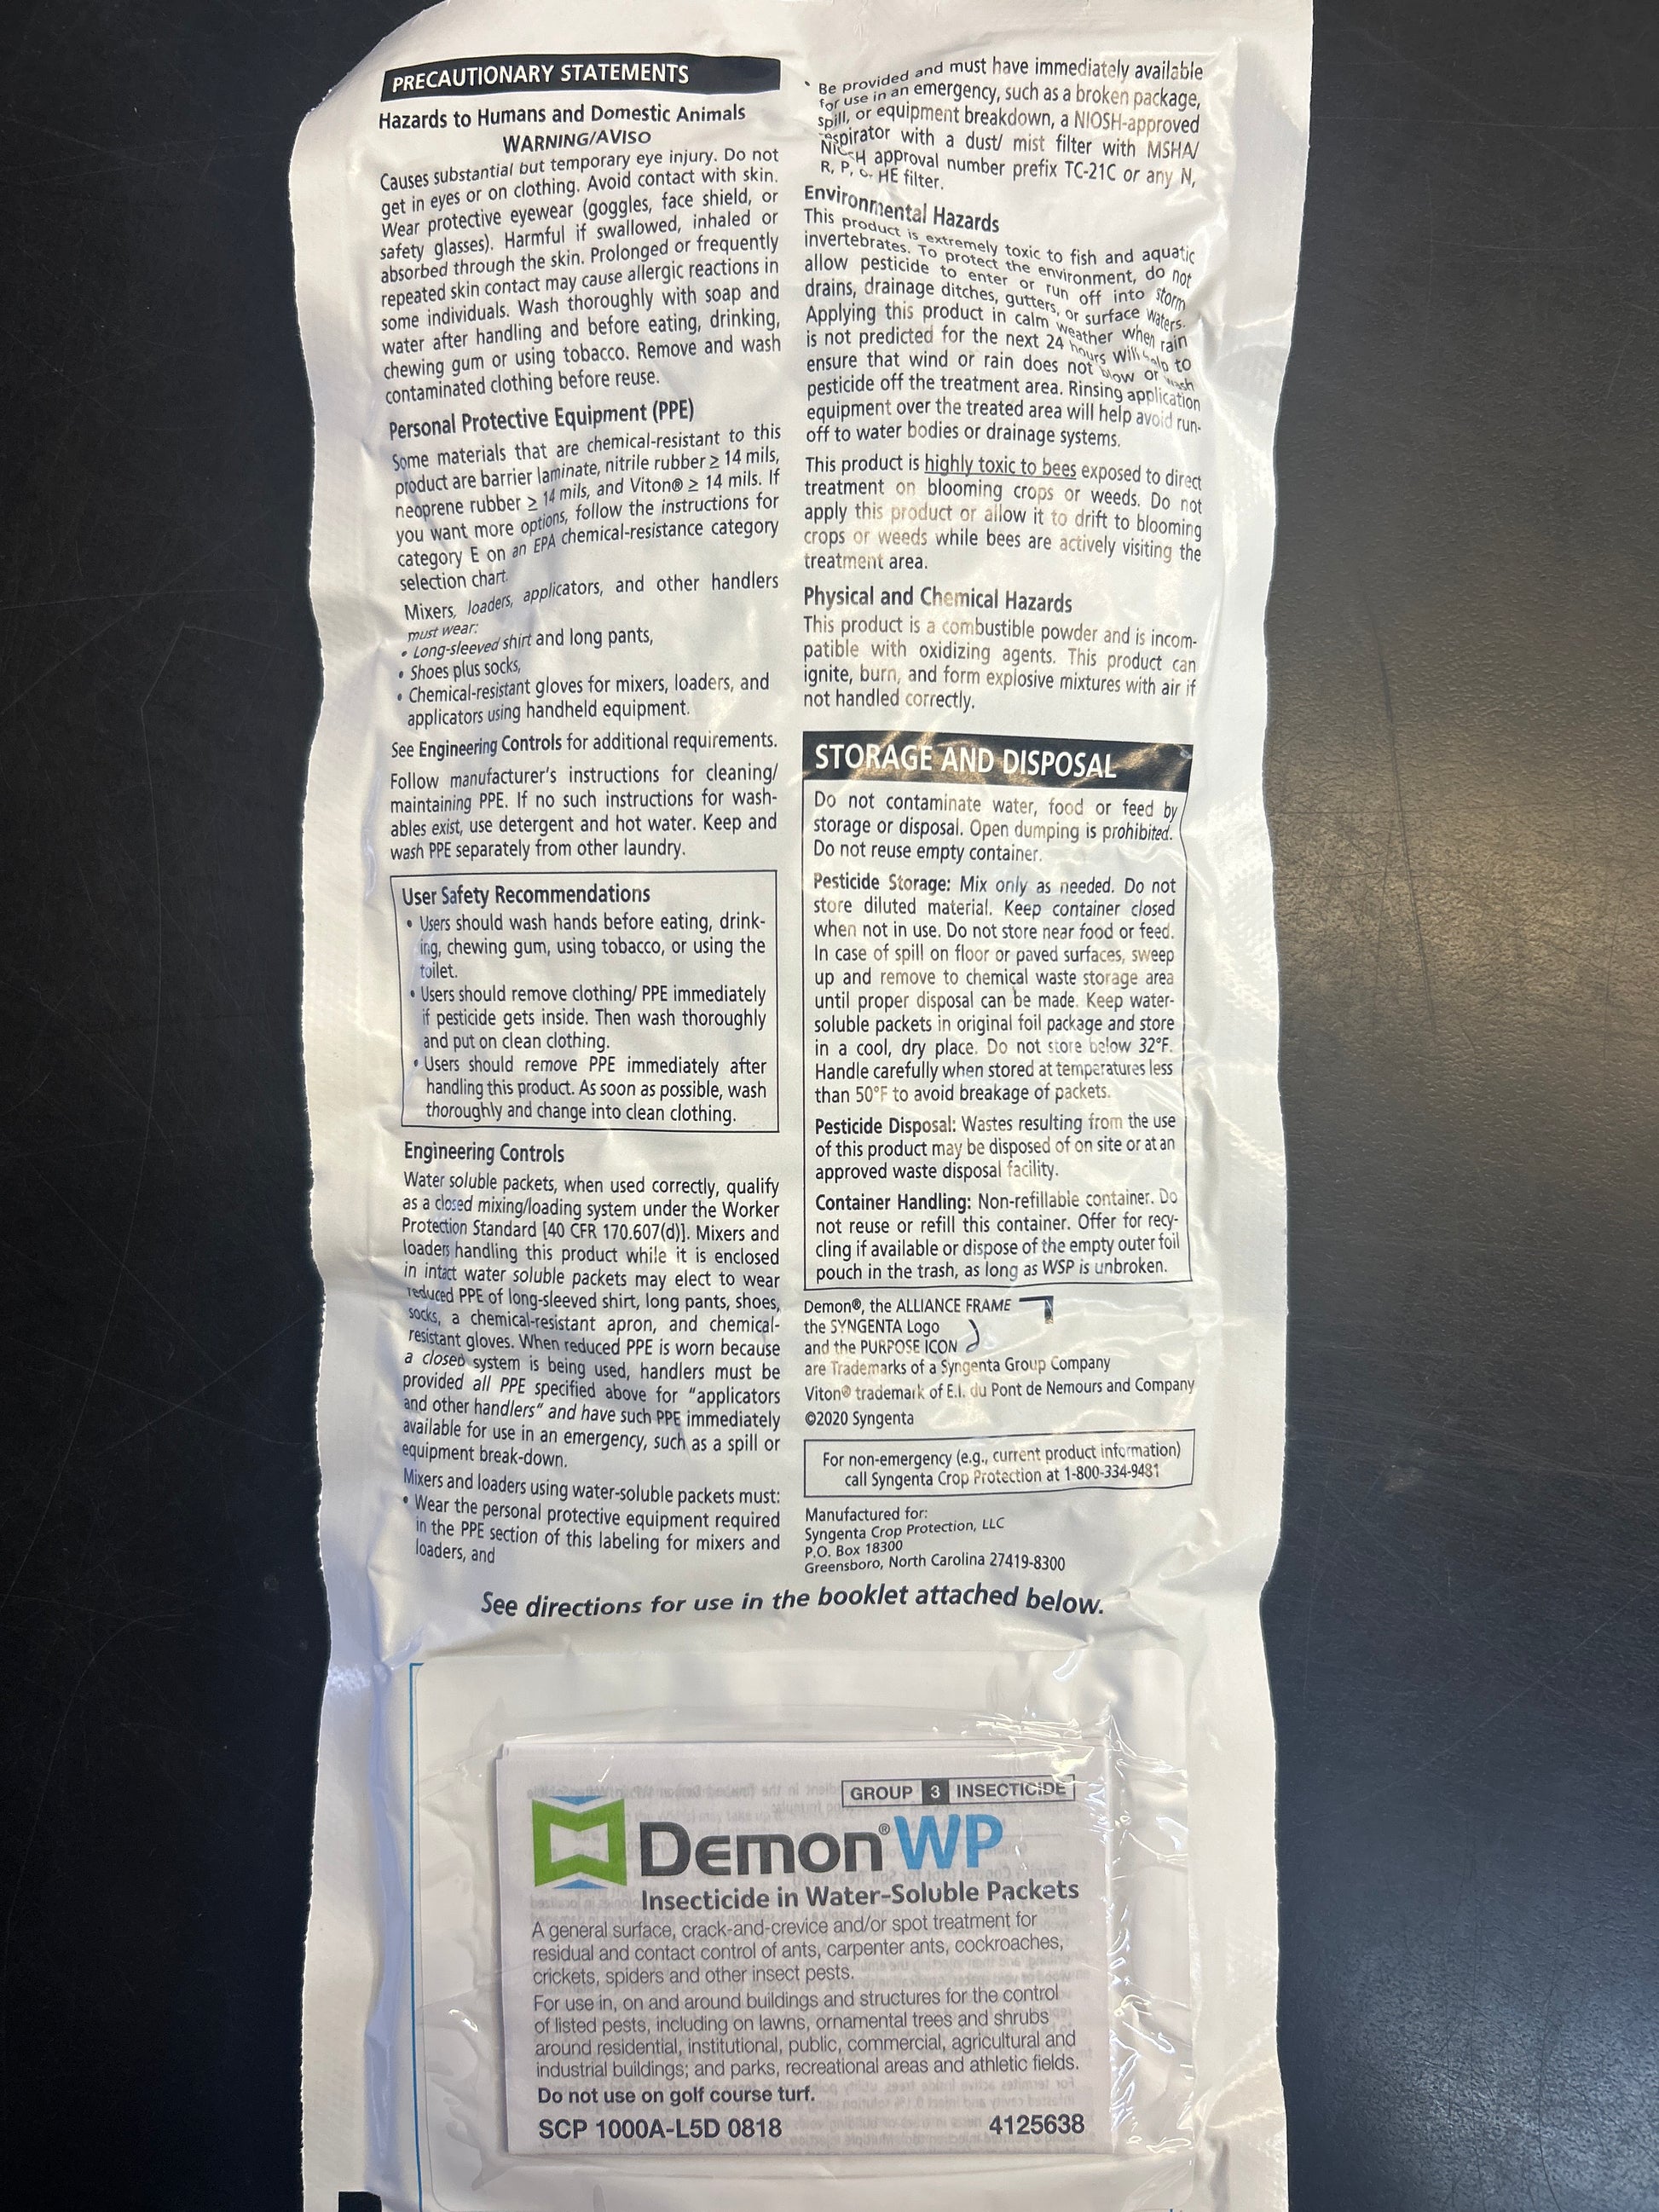 PRECAUTIONARY STATEMENTS
Hazards to Humans and Domestic Animals
WARNING/AVISO
Causes substantial but temporary eye injury. Do not
get in eyes or on clothing. Avoid contact with skin.
Wear protective eyewear (goggles, face shield, or
safety glasses). Harmful if swallowed, inhaled or
absorbed through the skin. Prolonged or frequently
repeated skin contact may cause allergic reactions in
some individuals. Wash thoroughly with soap and
water after handling and before eating, drinking,
chewing gum or using tobacco. Remove and wash
contaminated clothing before reuse.
Personal Protective Equipment (PPE)
Some materials that are chemical-resistant to this
product are barrier laminate, nitrile rubber ≥ 14 mils,
neoprene rubber ≥ 14 mils, and Viton® ≥ 14 mils. If
you want more options, follow the instructions for
category E on an EPA chemical-resistance category
selection chart.
Mixers, loaders, applicators, and other handlers
must wear:
• Long-sleeved shirt and long pants,
• Shoes plus socks,
• Chemical-resistant gloves for mixers, loaders, and
applicators using handheld equipment.
See Engineering Controls for additional requirements.
Follow manufacturer's instructions for cleaning/
maintaining PPE. If no such instructions for wash-
ables exist, use detergent and hot water. Keep and
wash PPE separately from other laundry.
User Safety Recommendations
• Users should wash hands before eating, drink-
ing, chewing gum, using tobacco, or using the
toilet.
• Users should remove clothing/ PPE immediately
if pesticide gets inside. Then wash thoroughly
and put on clean clothing.
• Users should remove PPE immediately after
handling this product. As soon as possible, wash
thoroughly and change into clean clothing.
Engineering Controls
Water soluble packets, when used correctly, qualify
as a closed mixing/loading system under the Worker
Protection Standard [40 CFR 170.607(d)]. Mixers and
loaders handling this product while it is enclosed
in intact water soluble packets may elect to wear
reduced PPE of long-sleeved shirt, long pants, shoes,
socks, a chemical-resistant apron, and chemical-
resistant gloves. When reduced PPE is worn because
a closed system is being used, handlers must be
provided all PPE specified above for "applicators
and other handlers" and have such PPE immediately
available for use in an emergency, such as a spill or
equipment break-down.
Mixers and loaders using water-soluble packets must:
• Wear the personal protective equipment required
in the PPE section of this labeling for mixers and
loaders, and
• Be provided and must have immediately available
for use in an emergency, such as a broken package,
spill, or equipment breakdown, a NIOSH-approved
respirator with a dust/ mist filter with MSHA/
NIOSH approval number prefix TC-21C or any N,
R, P, or HE filter.
Environmental Hazards
This product is extremely toxic to fish and aquatic
invertebrates. To protect the environment, do not
allow pesticide to enter or run off into storm
drains, drainage ditches, gutters, or surface waters.
Applying this product in calm weather when rain
is not predicted for the next 24 hours will help to
ensure that wind or rain does not blow or wash
pesticide off the treatment area. Rinsing application
equipment over the treated area will help avoid run-
off to water bodies or drainage systems.
This product is highly toxic to bees exposed to direct
treatment on blooming crops or weeds. Do not
apply this product or allow it to drift to blooming
crops or weeds while bees are actively visiting the
treatment area.
Physical and Chemical Hazards
This product is a combustible powder and is incom-
patible with oxidizing agents. This product can
ignite, burn, and form explosive mixtures with air if
not handled correctly.
STORAGE AND DISPOSAL
Do not contaminate water, food or feed by
storage or disposal. Open dumping is prohibited.
Do not reuse empty container.
Pesticide Storage: Mix only as needed. Do not
store diluted material. Keep container closed
when not in use. Do not store near food or feed.
In case of spill on floor or paved surfaces, sweep
up and remove to chemical waste storage area
until proper disposal can be made. Keep water-
soluble packets in original foil package and store
in a cool, dry place. Do not store below 32°F.
Handle carefully when stored at temperatures less
than 50°F to avoid breakage of packets.
Pesticide Disposal: Wastes resulting from the use
of this product may be disposed of on site or at an
approved waste disposal facility.
Container Handling: Non-refillable container. Do
not reuse or refill this container. Offer for recy-
cling if available or dispose of the empty outer foil
pouch in the trash, as long as WSP is unbroken.
Demon®, the ALLIANCE FRAME
the SYNGENTA Logo
and the PURPOSE ICON
are Trademarks of a Syngenta Group Company
Viton® trademark of E.I. du Pont de Nemours and Company
©2020 Syngenta
For non-emergency (e.g., current product information)
call Syngenta Crop Protection at 1-800-334-9481
Manufactured for:
Syngenta Crop Protection, LLC
P.O. Box 18300
Greensboro, North Carolina 27419-8300
See directions for use in the booklet attached below.
GROUP 3 INSECTICIDE
Demon® WP
Insecticide in Water-Soluble Packets
A general surface, crack-and-crevice and/or spot treatment for
residual and contact control of ants, carpenter ants, cockroaches,
crickets, spiders and other insect pests.
For use in, on and around buildings and structures for the control
of listed pests, including on lawns, ornamental trees and shrubs
around residential, institutional, public, commercial, agricultural and
industrial buildings; and parks, recreational areas and athletic fields.
Do not use on golf course turf.
SCP 1000A-L5D 0818 4125638